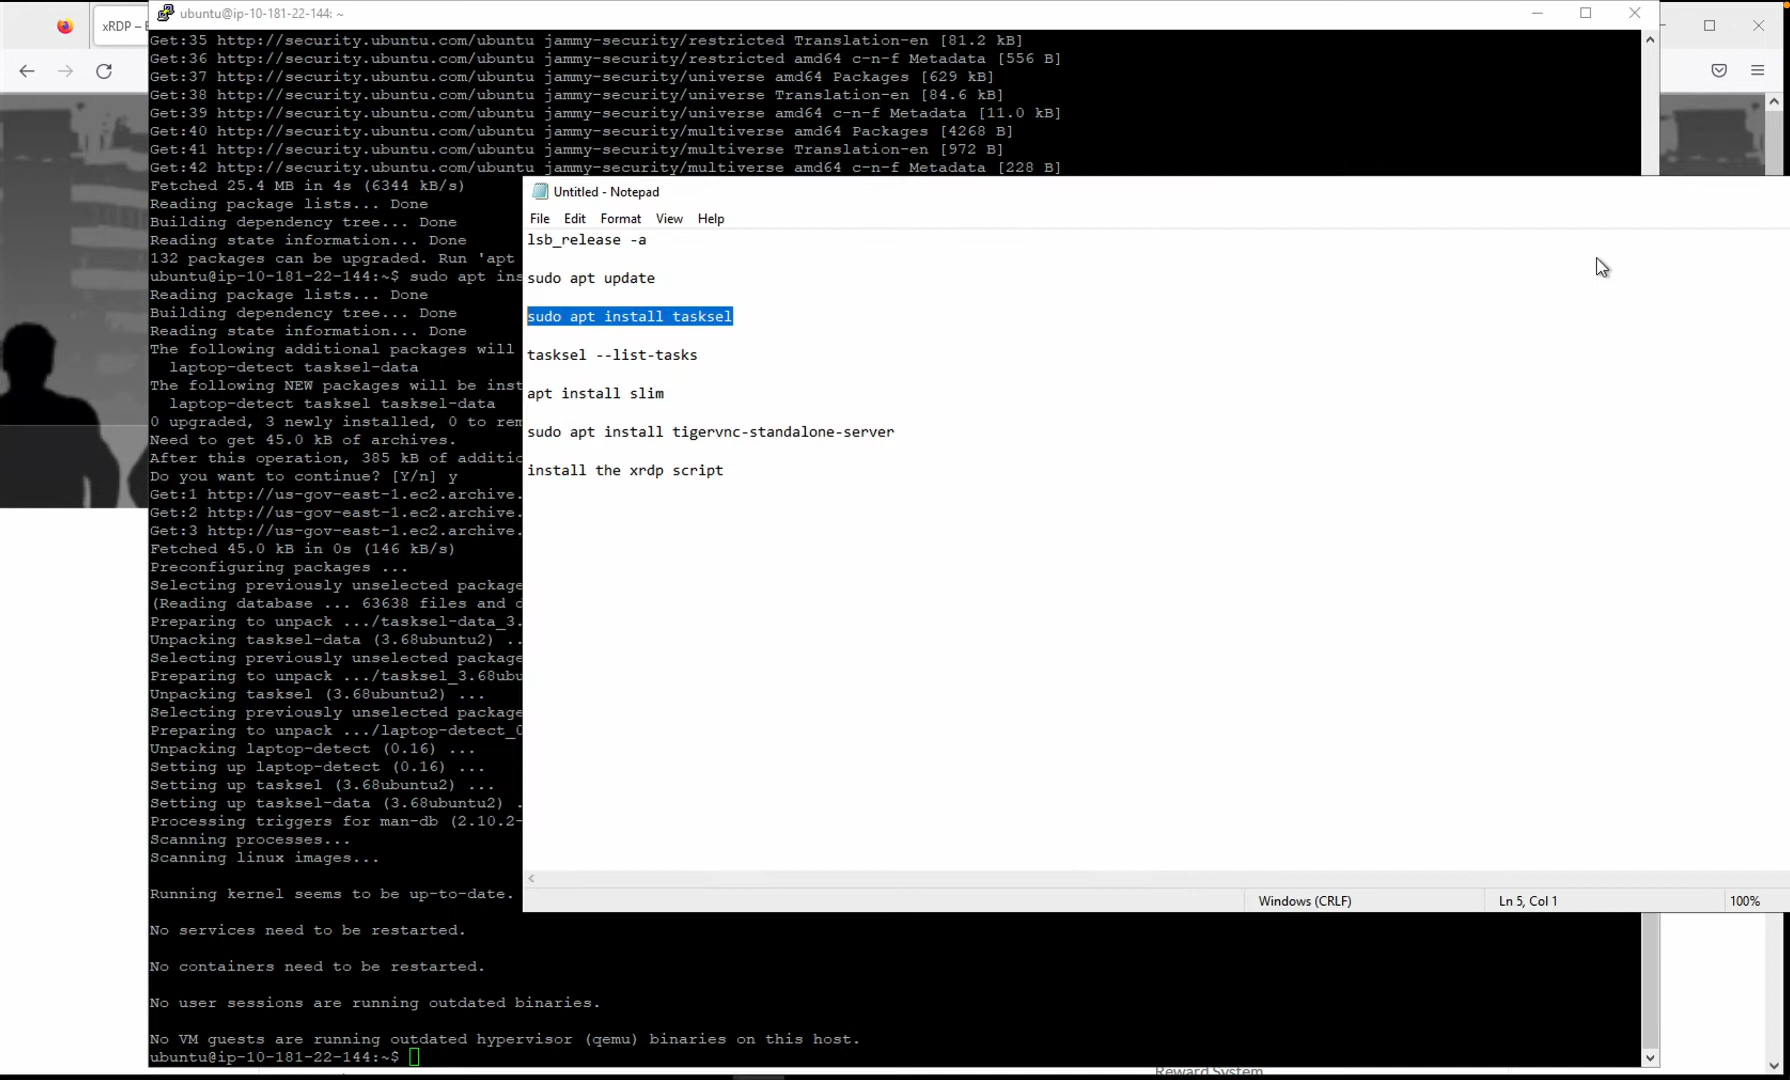 xRDP – E
ubuntu@ip-10-181-22-144: ~
Get:35 http://security.ubuntu.com/ubuntu jammy-security/restricted Translation-en [81.2 kB]
Get:36 http://security.ubuntu.com/ubuntu jammy-security/restricted amd64 c-n-f Metadata [556 B]
Get:37 http://security.ubuntu.com/ubuntu jammy-security/universe amd64 Packages [629 kB]
Get:38 http://security.ubuntu.com/ubuntu jammy-security/universe Translation-en [84.6 kB]
Get:39 http://security.ubuntu.com/ubuntu jammy-security/universe amd64 c-n-f Metadata [11.0 kB]
Get:40 http://security.ubuntu.com/ubuntu jammy-security/multiverse amd64 Packages [4268 B]
Get:41 http://security.ubuntu.com/ubuntu jammy-security/multiverse Translation-en [972 B]
Get:42 http://security.ubuntu.com/ubuntu jammy-security/multiverse amd64 c-n-f Metadata [228 B]
Fetched 25.4 MB in 4s (6344 kB/s)
Reading package lists... Done
Building dependency tree... Done
Reading state information... Done
132 packages can be upgraded. Run 'apt
ubuntu@ip-10-181-22-144:~$ sudo apt ins
Reading package lists... Done
Building dependency tree... Done
Reading state information... Done
The following additional packages will
laptop-detect tasksel-data
The following NEW packages will be inst
laptop-detect tasksel tasksel-data
0 upgraded, 3 newly installed, 0 to rem
Need to get 45.0 kB of archives.
After this operation, 385 kB of additio
Do you want to continue? [Y/n] y
Get:1 http://us-gov-east-1.ec2.archive.
Get:2 http://us-gov-east-1.ec2.archive.
Get:3 http://us-gov-east-1.ec2.archive.
Fetched 45.0 kB in 0s (146 kB/s)
Preconfiguring packages ...
Selecting previously unselected package
(Reading database ... 63638 files and d
Preparing to unpack .../tasksel-data_3.
Unpacking tasksel-data (3.68ubuntu2) ..
Selecting previously unselected package
Preparing to unpack .../tasksel_3.68ubu
Unpacking tasksel (3.68ubuntu2) ...
Selecting previously unselected package
Preparing to unpack .../laptop-detect_0
Unpacking laptop-detect (0.16) ...
Setting up laptop-detect (0.16) ...
Setting up tasksel (3.68ubuntu2) ...
Setting up tasksel-data (3.68ubuntu2) .
Processing triggers for man-db (2.10.2-
Scanning processes...
Scanning linux images...
Running kernel seems to be up-to-date.
No services need to be restarted.
No containers need to be restarted.
No user sessions are running outdated binaries.
No VM guests are running outdated hypervisor (qemu) binaries on this host.
ubuntu@ip-10-181-22-144:~$
Untitled - Notepad
File Edit Format View Help
lsb_release -a
sudo apt update
sudo apt install tasksel
tasksel --list-tasks
apt install slim
sudo apt install tigervnc-standalone-server
install the xrdp script
Windows (CRLF) Ln 5, Col 1 100%
Reward System